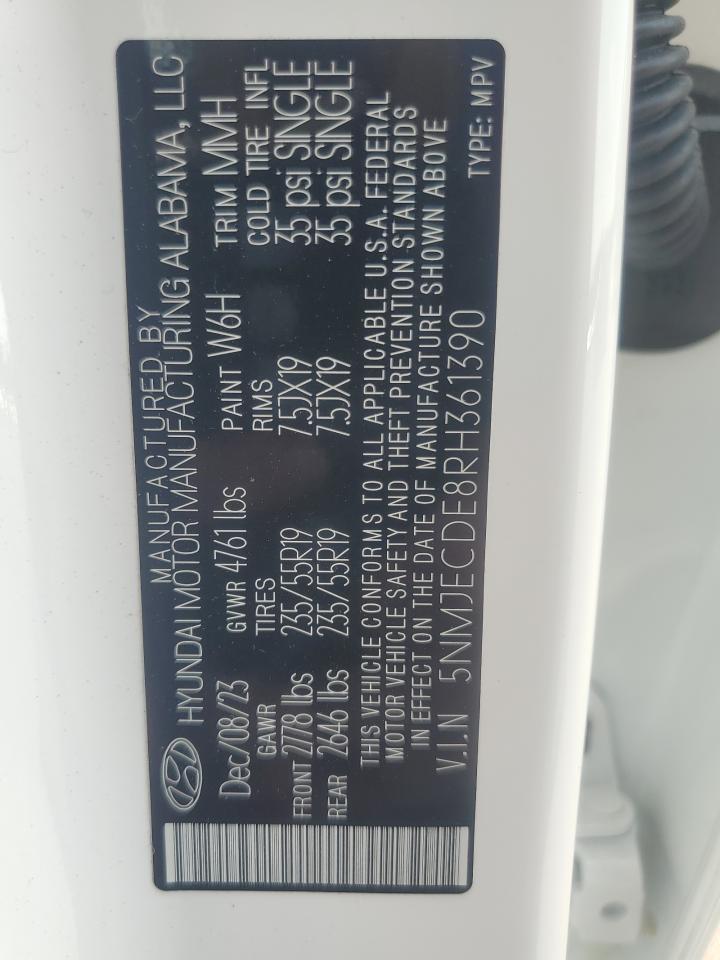 MANUFACTURED BY
HYUNDAI MOTOR MANUFACTURING ALABAMA, LLC
Dec/08/23 GVWR 4761 lbs PAINT W6H TRIM MMH
GAWR TIRES RIMS COLD TIRE INFL
FRONT 2778 lbs 235/55R19 7.5JX19 35 psi SINGLE
REAR 2646 lbs 235/55R19 7.5JX19 35 psi SINGLE
THIS VEHICLE CONFORMS TO ALL APPLICABLE U.S.A. FEDERAL
MOTOR VEHICLE SAFETY AND THEFT PREVENTION STANDARDS
IN EFFECT ON THE DATE OF MANUFACTURE SHOWN ABOVE
V.I.N 5NMJECDE8RH361390
TYPE: MPV